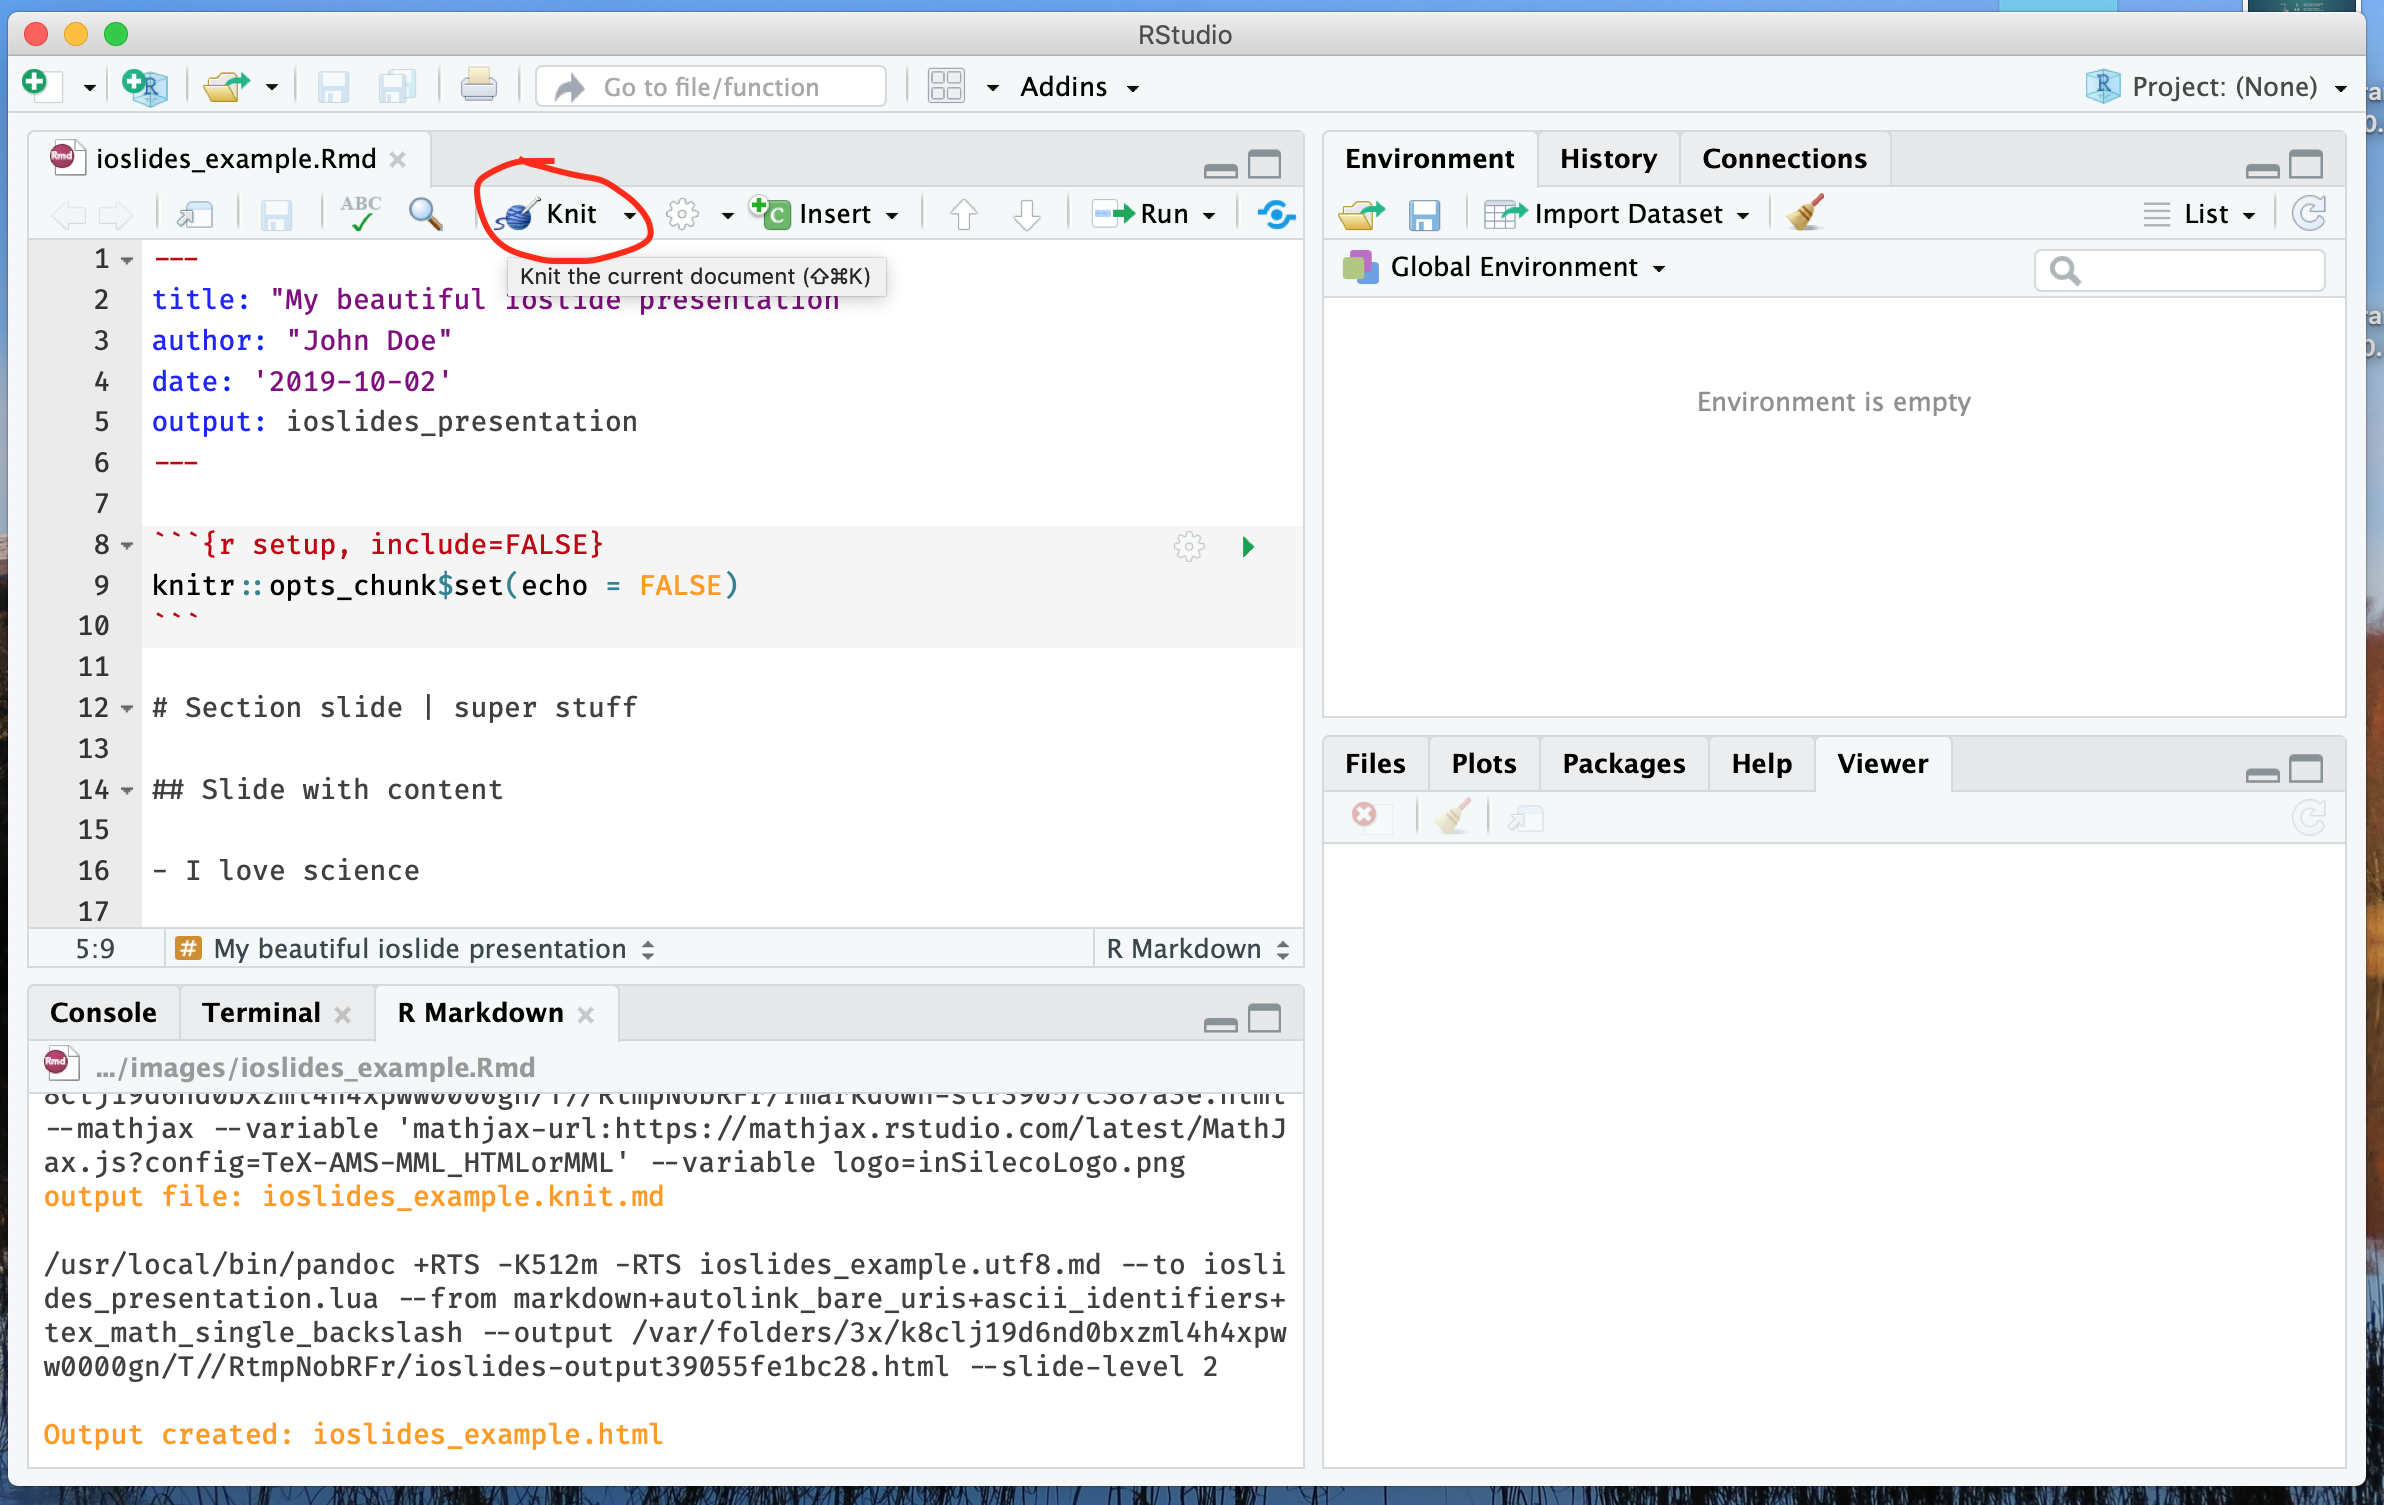 RStudio
Go to file/function
Addins
Project: (None)
ioslides_example.Rmd
ABC
Knit
Insert
Run
Knit the current document (⇧⌘K)
1 ---
2 title: "My beautiful ioslide presentation
3 author: "John Doe"
4 date: '2019-10-02'
5 output: ioslides_presentation
6 ---
7
8 ```{r setup, include=FALSE}
9 knitr::opts_chunk$set(echo = FALSE)
10 ```
11
12 # Section slide | super stuff
13
14 ## Slide with content
15
16 - I love science
17
5:9 # My beautiful ioslide presentation R Markdown
Console Terminal R Markdown
Rmd .../images/ioslides_example.Rmd
--mathjax --variable 'mathjax-url:https://mathjax.rstudio.com/latest/MathJ
ax.js?config=TeX-AMS-MML_HTMLorMML' --variable logo=inSilecoLogo.png
output file: ioslides_example.knit.md
/usr/local/bin/pandoc +RTS -K512m -RTS ioslides_example.utf8.md --to iosli
des_presentation.lua --from markdown+autolink_bare_uris+ascii_identifiers+
tex_math_single_backslash --output /var/folders/3x/k8clj19d6nd0bxzml4h4xpw
w0000gn/T//RtmpNobRFr/ioslides-output39055fe1bc28.html --slide-level 2
Output created: ioslides_example.html
Environment History Connections
Import Dataset
List
Global Environment
Environment is empty
Files Plots Packages Help Viewer